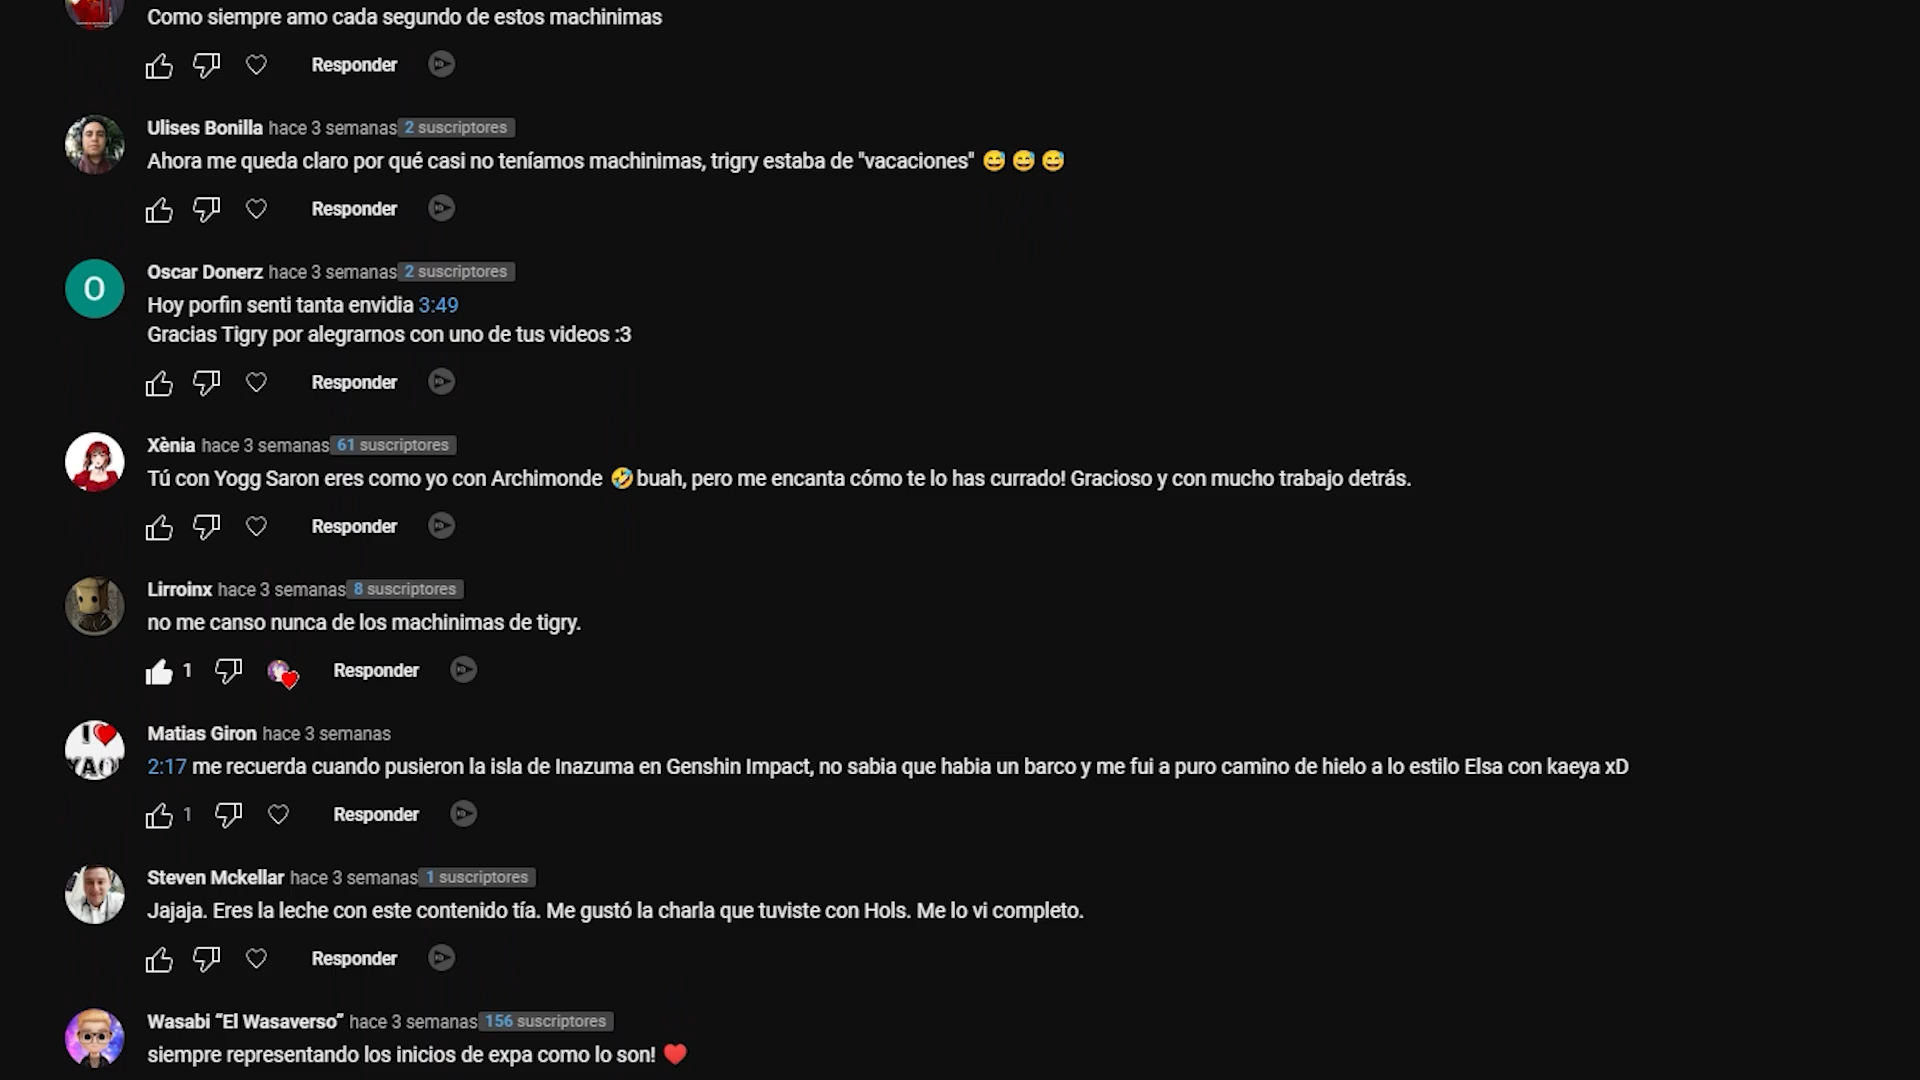 Como siempre amo cada segundo de estos machinimas
Responder
Ulises Bonilla hace 3 semanas 2 suscriptores
Ahora me queda claro por qué casi no teníamos machinimas, trigry estaba de "vacaciones" 😅 😅 😅
Responder
O
Oscar Donerz hace 3 semanas 2 suscriptores
Hoy porfin senti tanta envidia 3:49
Gracias Tigry por alegrarnos con uno de tus videos :3
Responder
Xènia hace 3 semanas 61 suscriptores
Tú con Yogg Saron eres como yo con Archimonde 🤣 buah, pero me encanta cómo te lo has currado! Gracioso y con mucho trabajo detrás.
Responder
Lirroinx hace 3 semanas 8 suscriptores
no me canso nunca de los machinimas de tigry.
1 Responder
I ❤
YAOI
Matias Giron hace 3 semanas
2:17 me recuerda cuando pusieron la isla de Inazuma en Genshin Impact, no sabia que habia un barco y me fui a puro camino de hielo a lo estilo Elsa con kaeya xD
1 Responder
Steven Mckellar hace 3 semanas 1 suscriptores
Jajaja. Eres la leche con este contenido tía. Me gustó la charla que tuviste con Hols. Me lo vi completo.
Responder
Wasabi “El Wasaverso” hace 3 semanas 156 suscriptores
siempre representando los inicios de expa como lo son! ❤️